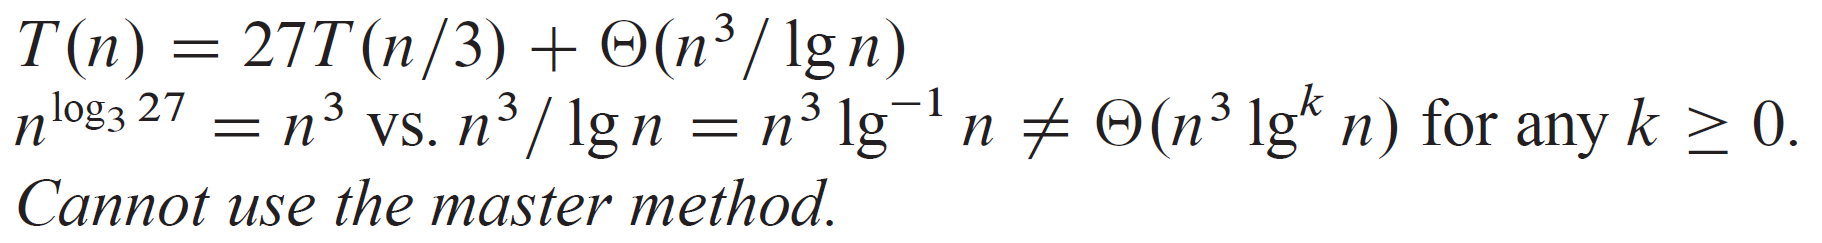 T(n) = 27T(n/3) + Θ(n³/ lg n)
n^{log₃ 27} = n³ vs. n³/ lg n = n³ lg⁻¹ n ≠ Θ(n³ lgᵏ n) for any k ≥ 0.
Cannot use the master method.